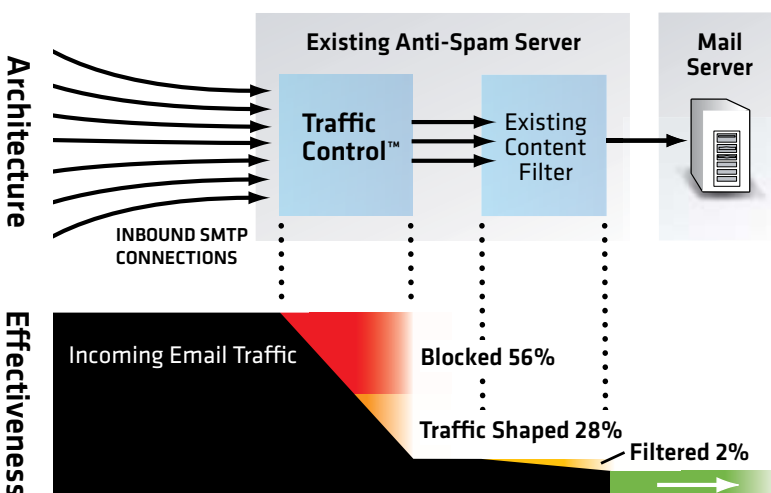 Architecture
Existing Anti-Spam Server
Mail
Server
Traffic
Control™
Existing
Content
Filter
INBOUND SMTP
CONNECTIONS
Effectiveness
Incoming Email Traffic
Blocked 56%
Traffic Shaped 28%
Filtered 2%